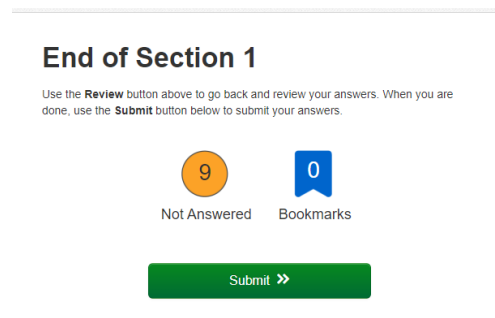 End of Section 1
Use the Review button above to go back and review your answers. When you are
done, use the Submit button below to submit your answers.
9
0
Not Answered
Bookmarks
Submit »